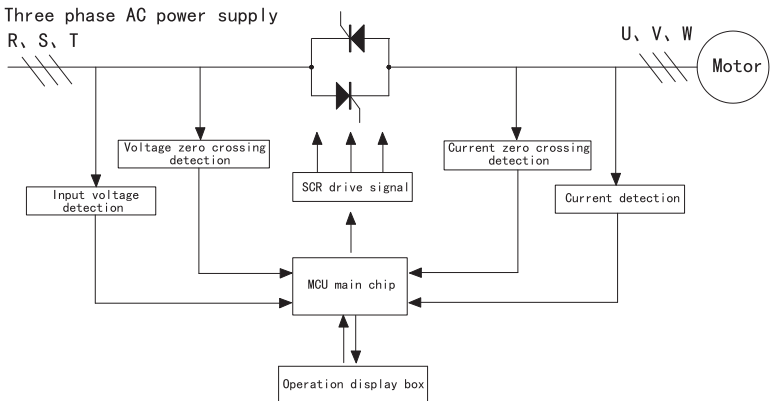 Three phase AC power supply
R、S、T
U、V、W
Motor
Voltage zero crossing
detection
Current zero crossing
detection
Input voltage
detection
SCR drive signal
Current detection
MCU main chip
Operation display box